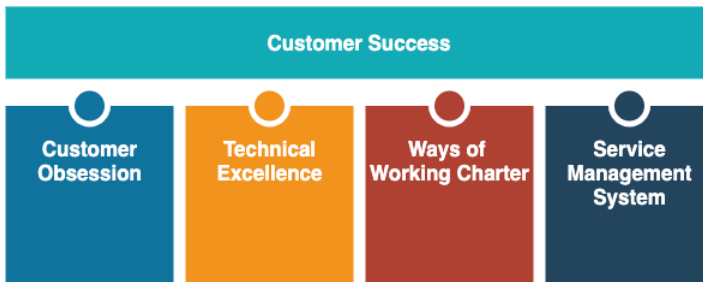 Customer Success
Customer
Obsession
Technical
Excellence
Ways of
Working Charter
Service
Management
System